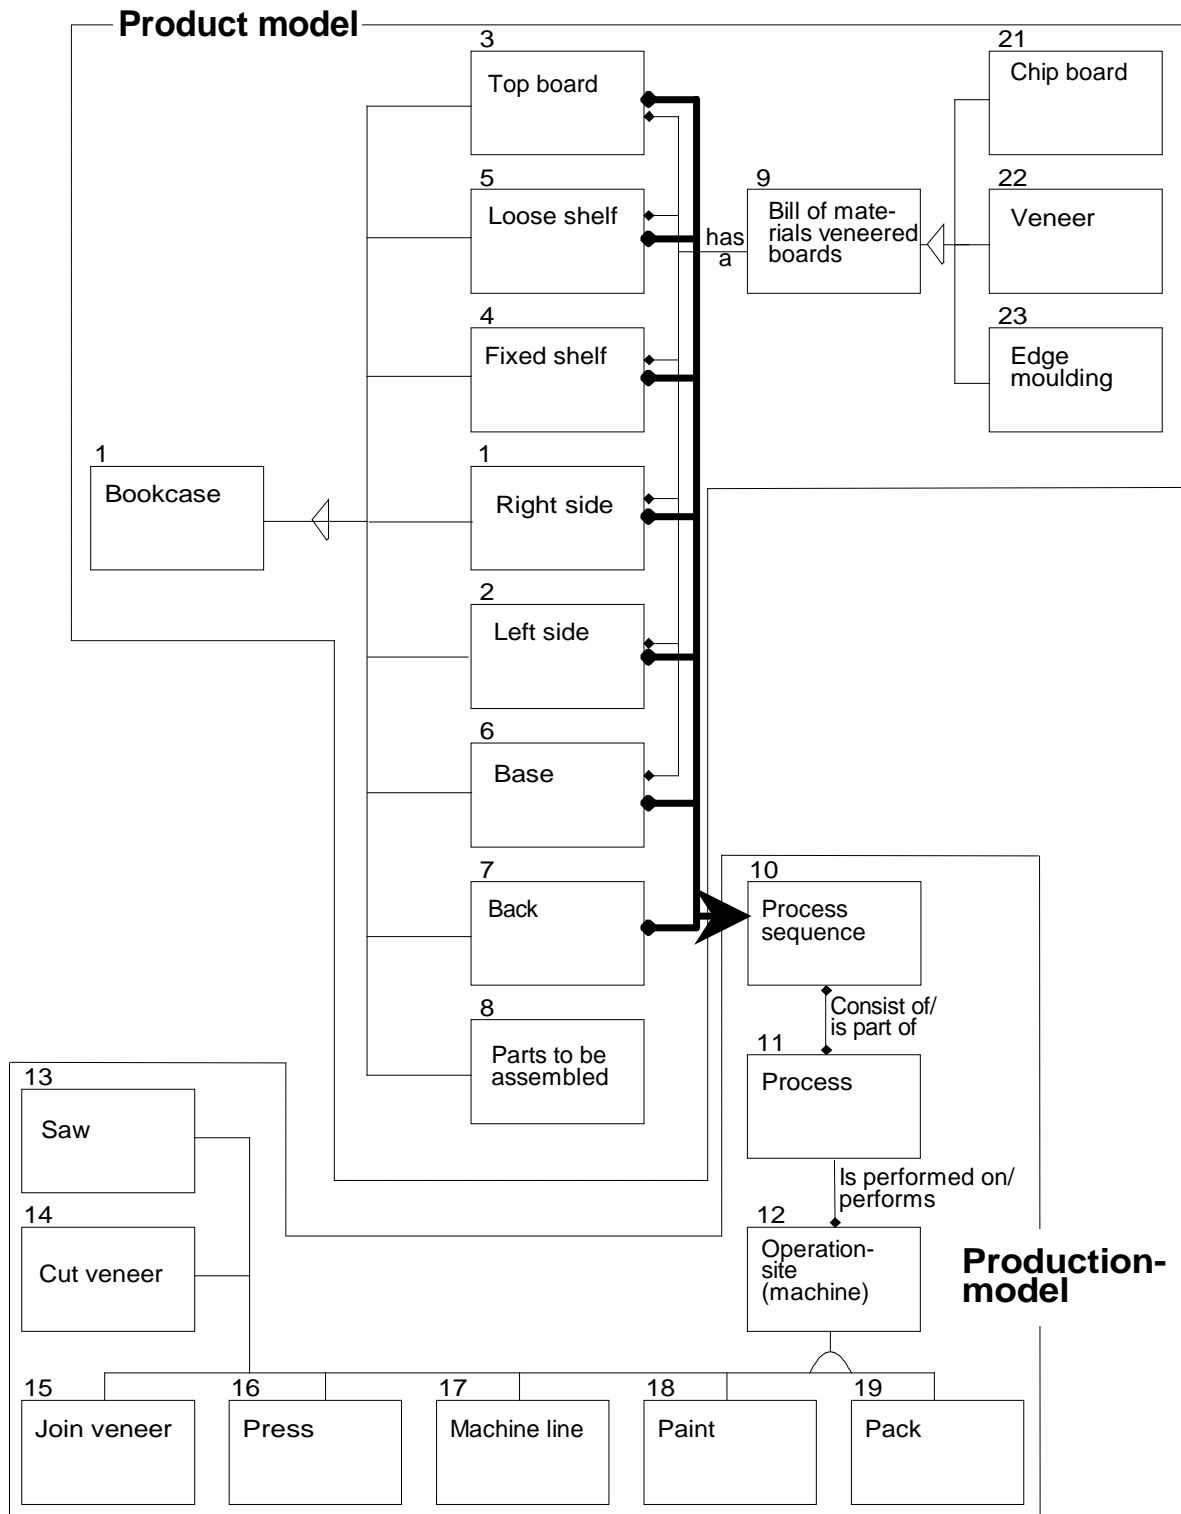 Product model
3
Top board
21
Chip board
5
Loose shelf
9
Bill of mate-
rials veneered
boards
has
a
22
Veneer
4
Fixed shelf
23
Edge
moulding
1
Bookcase
1
Right side
2
Left side
6
Base
7
Back
10
Process
sequence
Consist of/
is part of
8
Parts to be
assembled
11
Process
13
Saw
Is performed on/
performs
14
Cut veneer
12
Operation-
site
(machine)
Production-
model
15
Join veneer
16
Press
17
Machine line
18
Paint
19
Pack